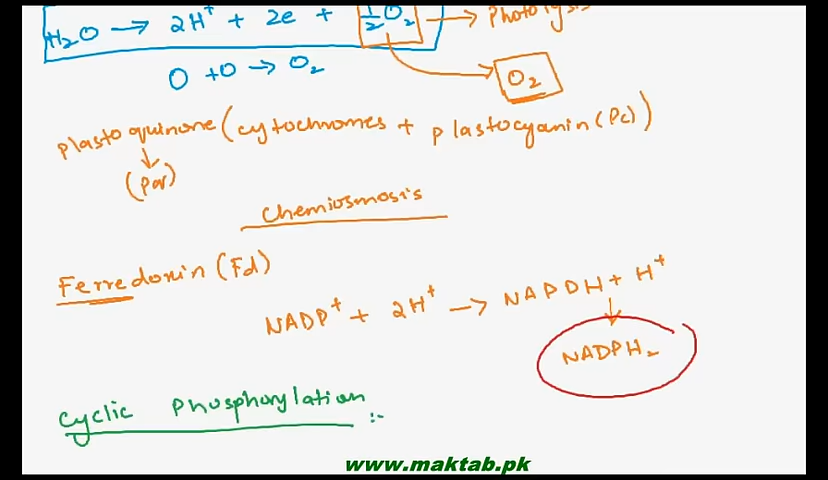 H₂O → 2H⁺ + 2e + ½O₂ → Photolysis
O + O → O₂ O₂
plastoquinone (cytochromes + plastocyanin (Pc))
(PQ)
Chemiosmosis
Ferredoxin (Fd)
NADP⁺ + 2H⁺ → NAPDH + H⁺
NADPH₂
Cyclic Phosphorylation :-
www.maktab.pk